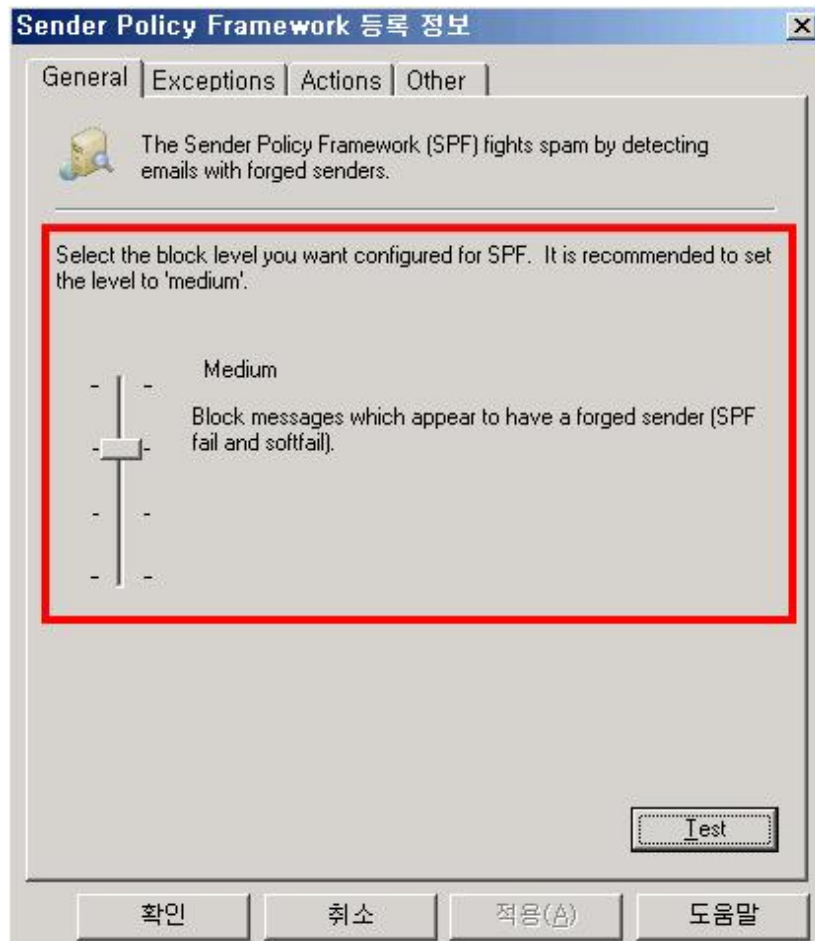 Sender Policy Framework 등록 정보
General Exceptions Actions Other
The Sender Policy Framework (SPF) fights spam by detecting
emails with forged senders.
Select the block level you want configured for SPF. It is recommended to set
the level to 'medium'.
Medium
Block messages which appear to have a forged sender (SPF
fail and softfail).
Test
확인 취소 적용(A) 도움말